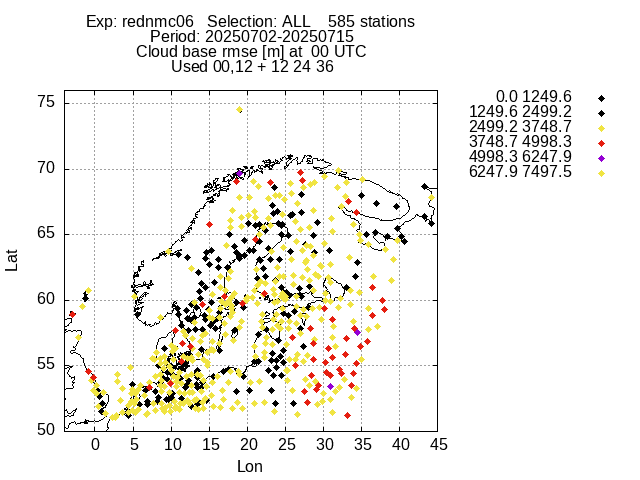 Exp: rednmc06   Selection: ALL    585 stations
Period: 20250702-20250715
Cloud base rmse [m] at  00 UTC
Used 00,12 + 12 24 36
0.0 1249.6
1249.6 2499.2
2499.2 3748.7
3748.7 4998.3
4998.3 6247.9
6247.9 7497.5
75
70
65
60
55
50
Lat
0 5 10 15 20 25 30 35 40 45
Lon